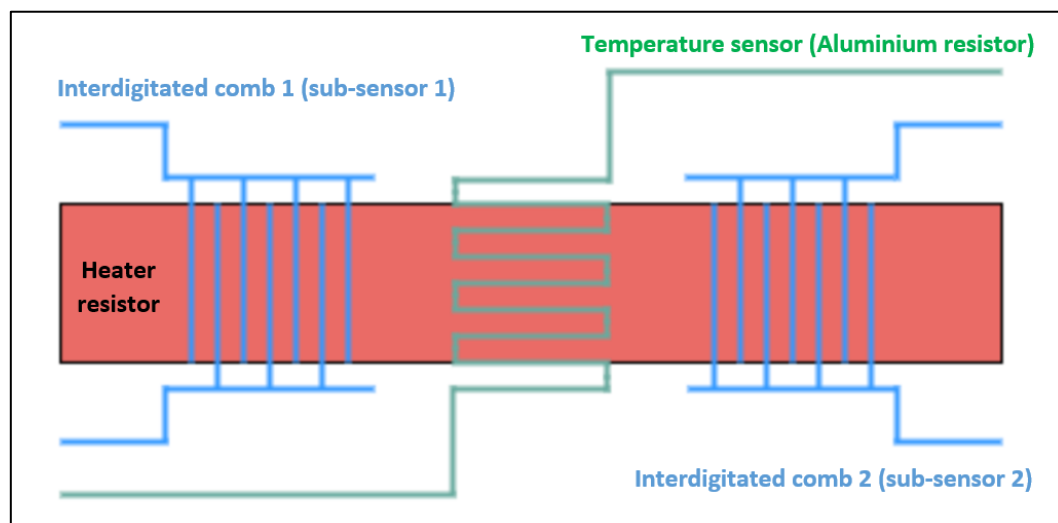 Temperature sensor (Aluminium resistor)
Interdigitated comb 1 (sub-sensor 1)
Heater
resistor
Interdigitated comb 2 (sub-sensor 2)